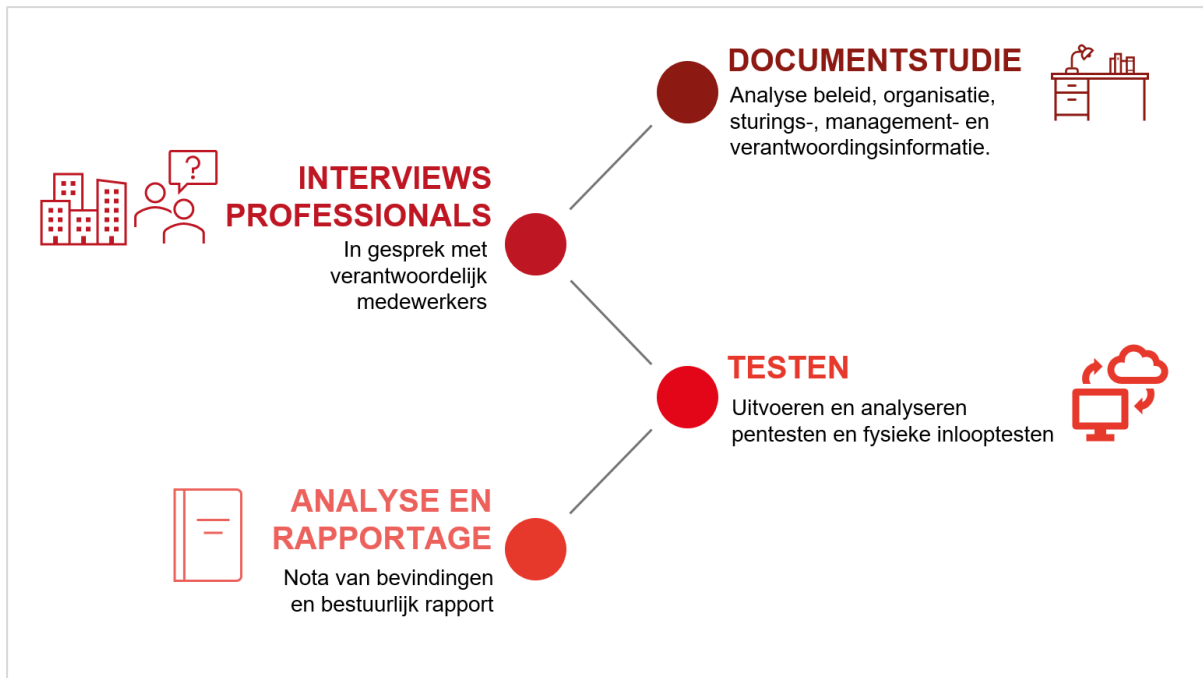 DOCUMENTSTUDIE
Analyse beleid, organisatie,
sturings-, management- en
verantwoordingsinformatie.
?
INTERVIEWS
PROFESSIONALS
In gesprek met
verantwoordelijk
medewerkers
TESTEN
Uitvoeren en analyseren
pentesten en fysieke inlooptesten
ANALYSE EN
RAPPORTAGE
Nota van bevindingen
en bestuurlijk rapport